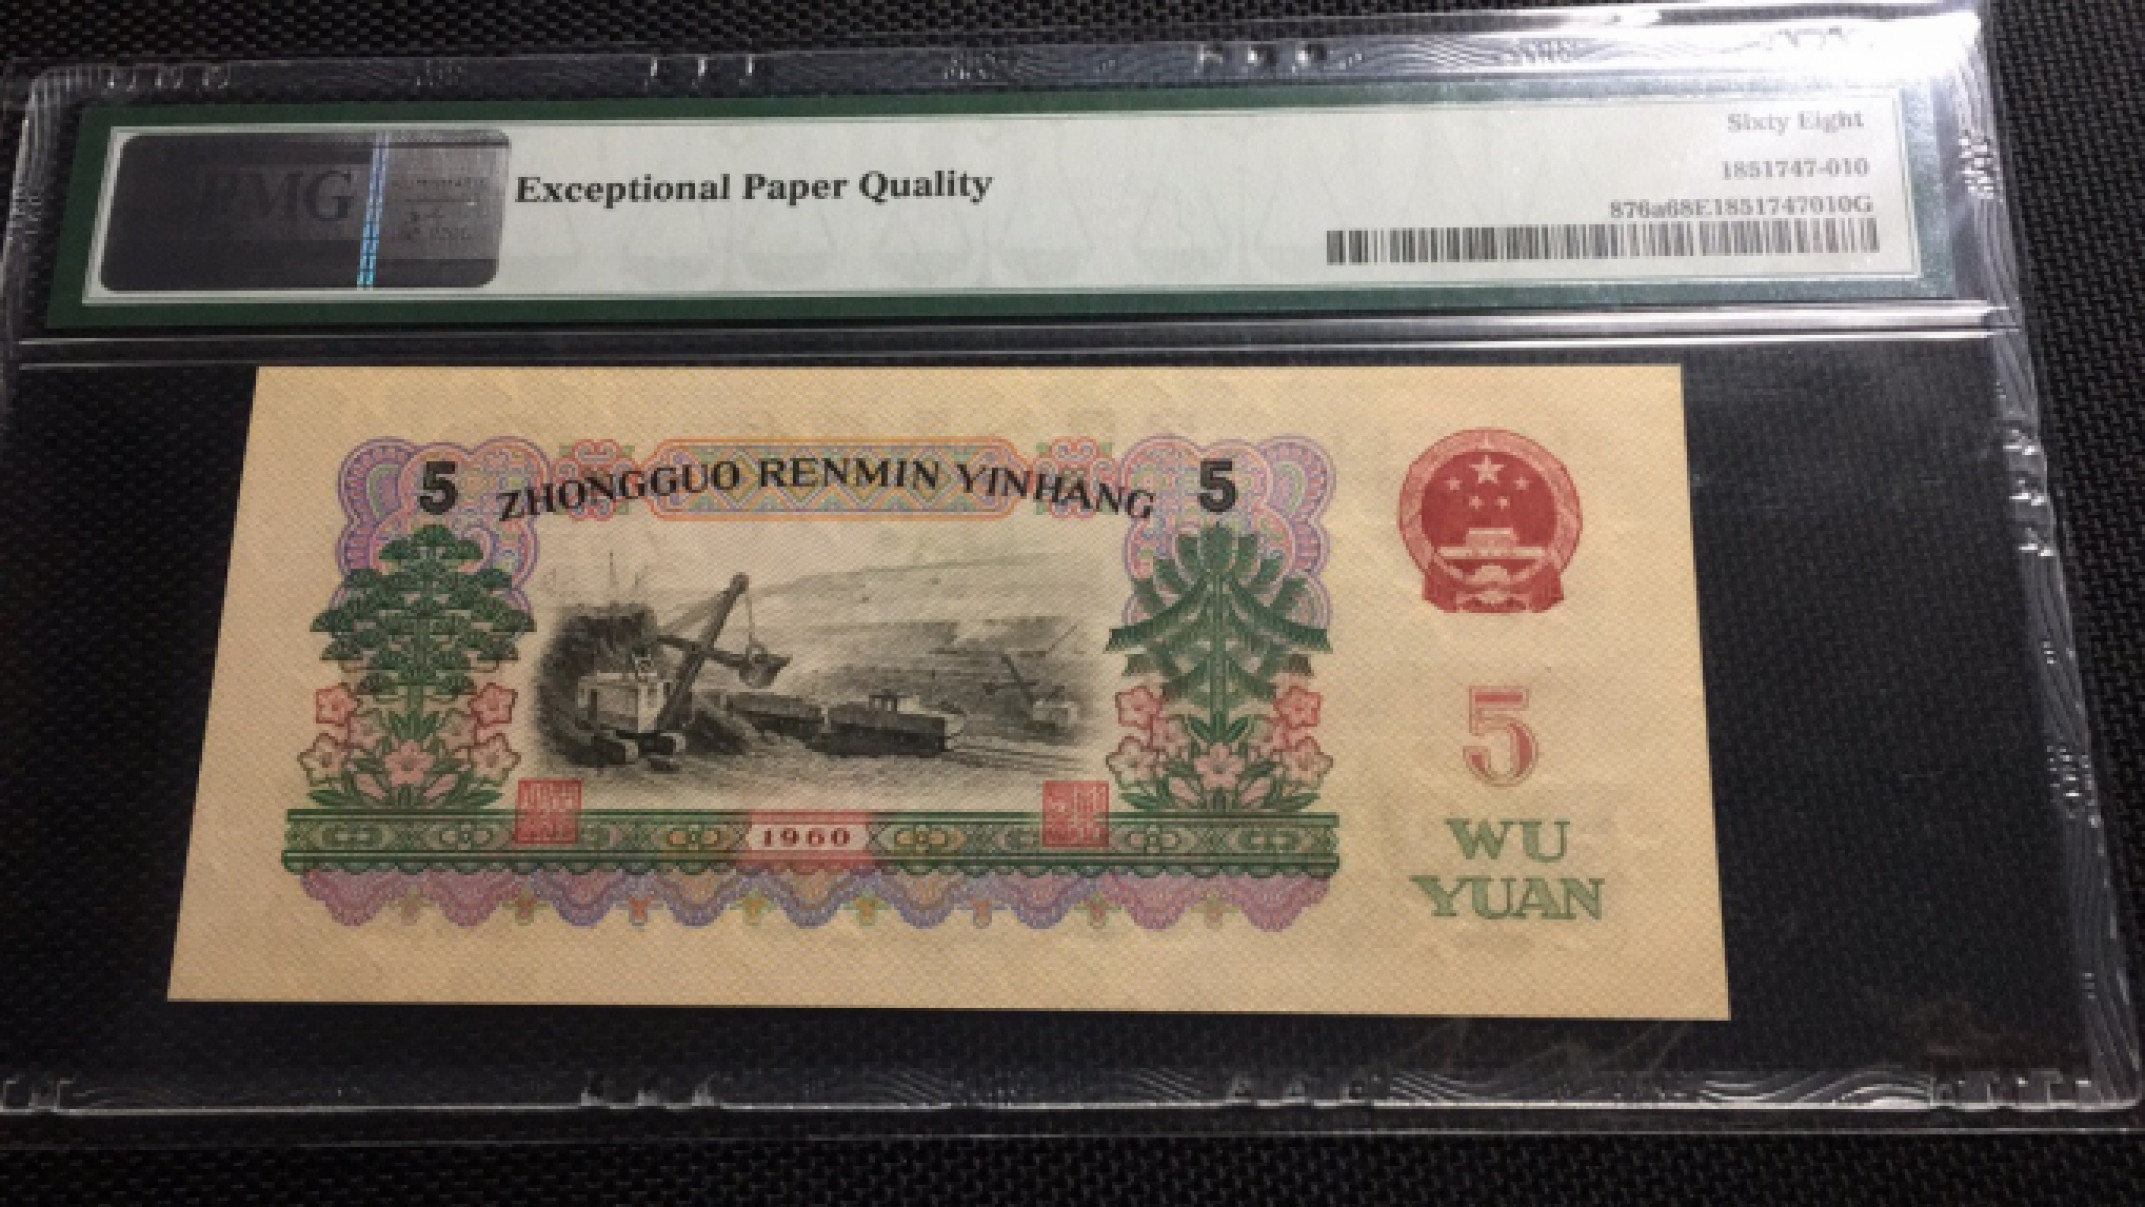 PMG
Exceptional Paper Quality
Sixty Eight
1851747-010
876a68E1851747010G
5 ZHONGGUO RENMIN YINHANG 5
5
WU
YUAN
1960